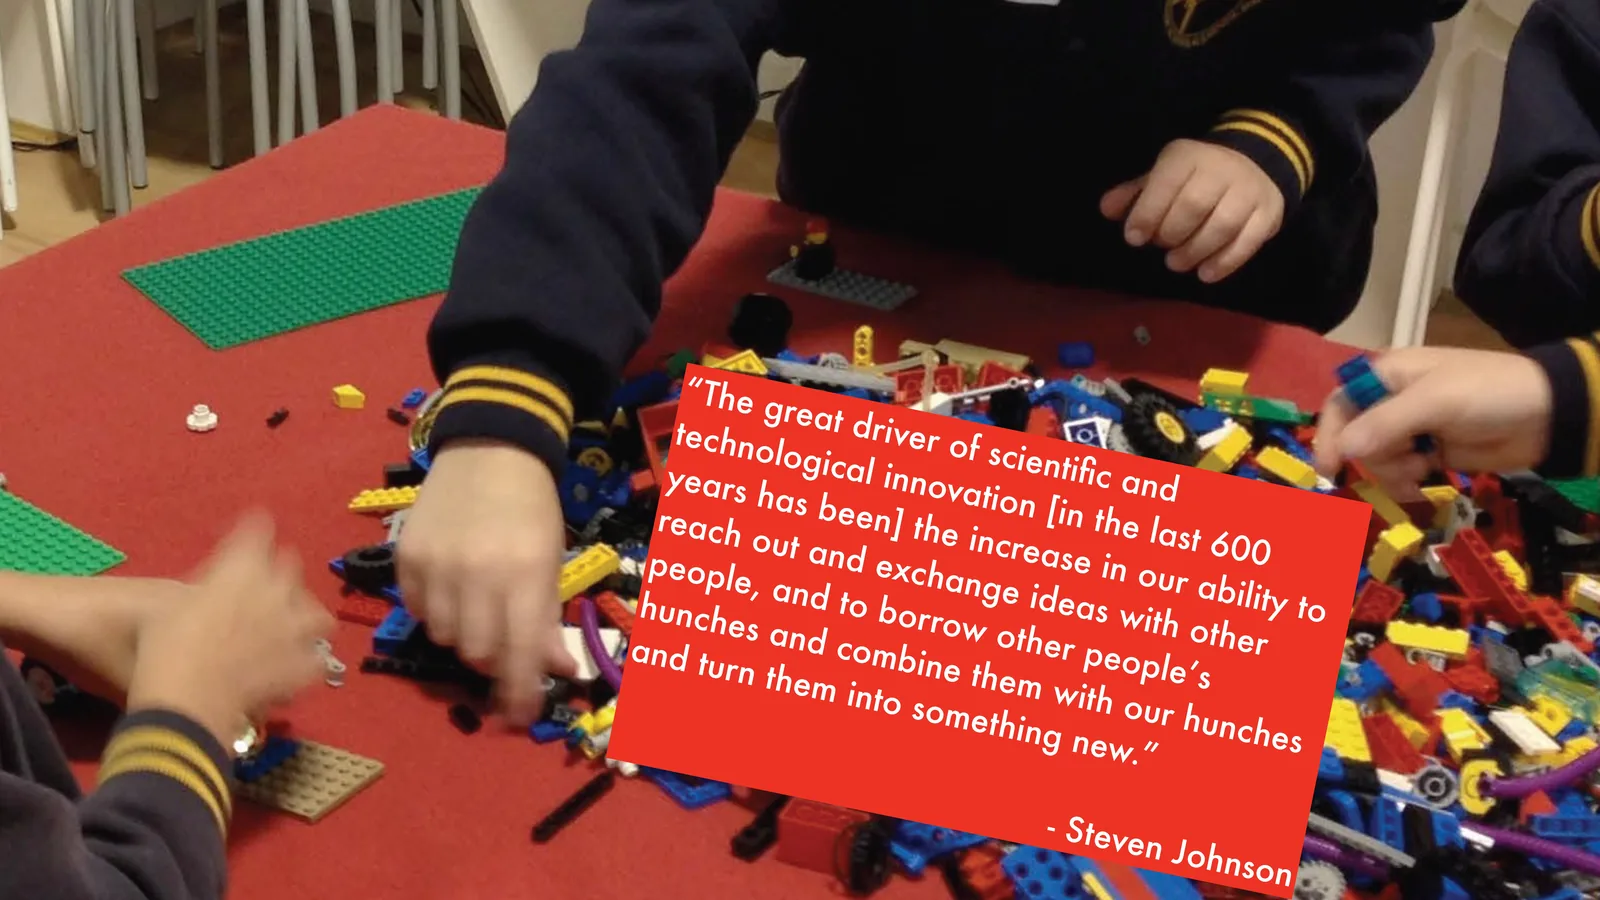 “The great driver of scientific and
technological innovation [in the last 600
years has been] the increase in our ability to
reach out and exchange ideas with other
people, and to borrow other people’s
hunches and combine them with our hunches
and turn them into something new.”
- Steven Johnson